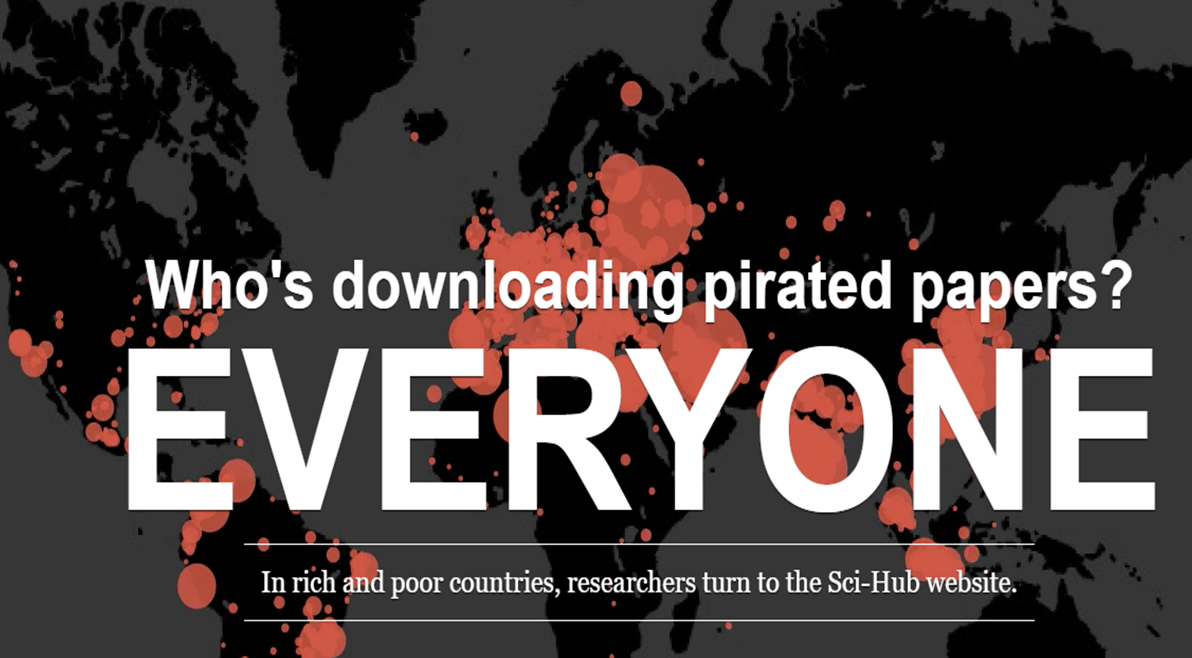 Who's downloading pirated papers?
EVERYONE
In rich and poor countries, researchers turn to the Sci-Hub website.